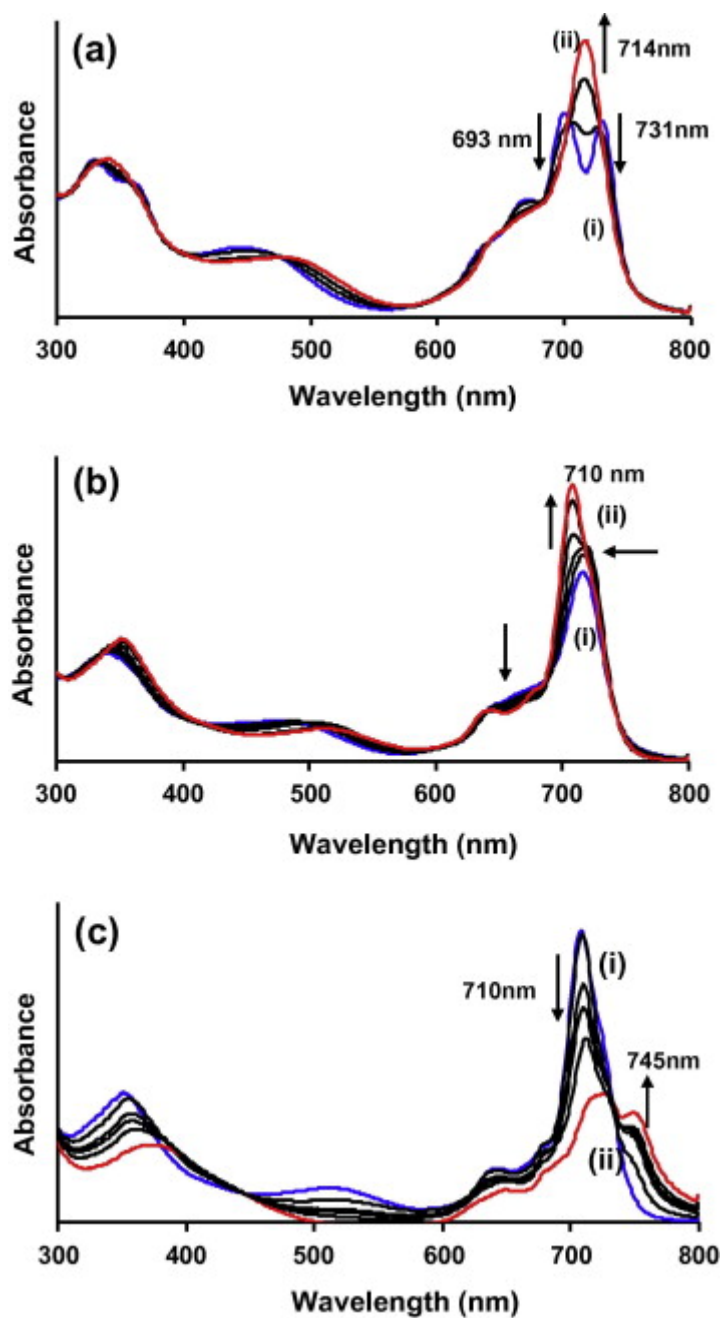 (a)
(ii)
714nm
693 nm
731nm
(i)
Absorbance
300 400 500 600 700 800
Wavelength (nm)
(b)
710 nm
(ii)
(i)
Absorbance
300 400 500 600 700 800
Wavelength (nm)
(c)
(i)
710nm
745nm
(ii)
Absorbance
300 400 500 600 700 800
Wavelength (nm)